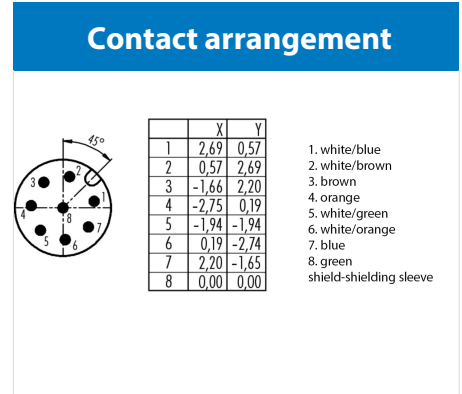 Contact arrangement
45°
2
3
1
4
8
7
5
6
X Y
1 2,69 0,57
2 0,57 2,69
3 -1,66 2,20
4 -2,75 0,19
5 -1,94 -1,94
6 0,19 -2,74
7 2,20 -1,65
8 0,00 0,00
1. white/blue
2. white/brown
3. brown
4. orange
5. white/green
6. white/orange
7. blue
8. green
shield-shielding sleeve